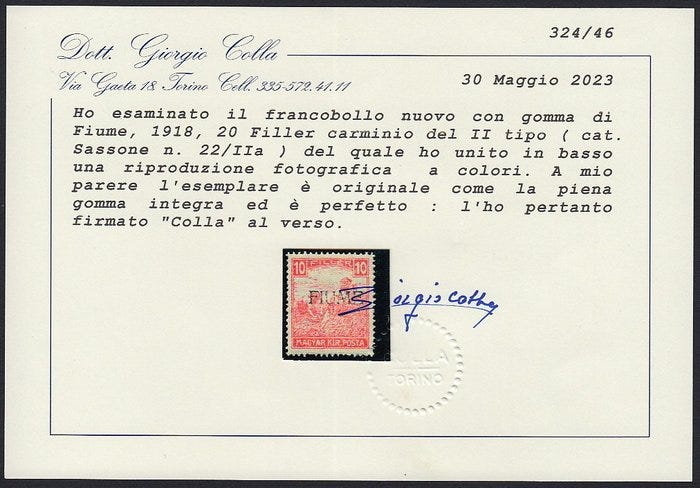 324/46
Dott. Giorgio Colla
Via Gaeta 18 Torino Cell. 335-572.41.11
30 Maggio 2023
Ho esaminato il francobollo nuovo con gomma di
Fiume, 1918, 20 Filler carminio del II tipo ( cat.
Sassone n. 22/IIa ) del quale ho unito in basso
una riproduzione fotografica a colori. A mio
parere l'esemplare è originale come la piena
gomma integra ed è perfetto : l'ho pertanto
firmato "Colla" al verso.
10 FILLÉR 10
FIUME
Giorgio Colla
MAGYAR KIR. POSTA
COLLA
TORINO